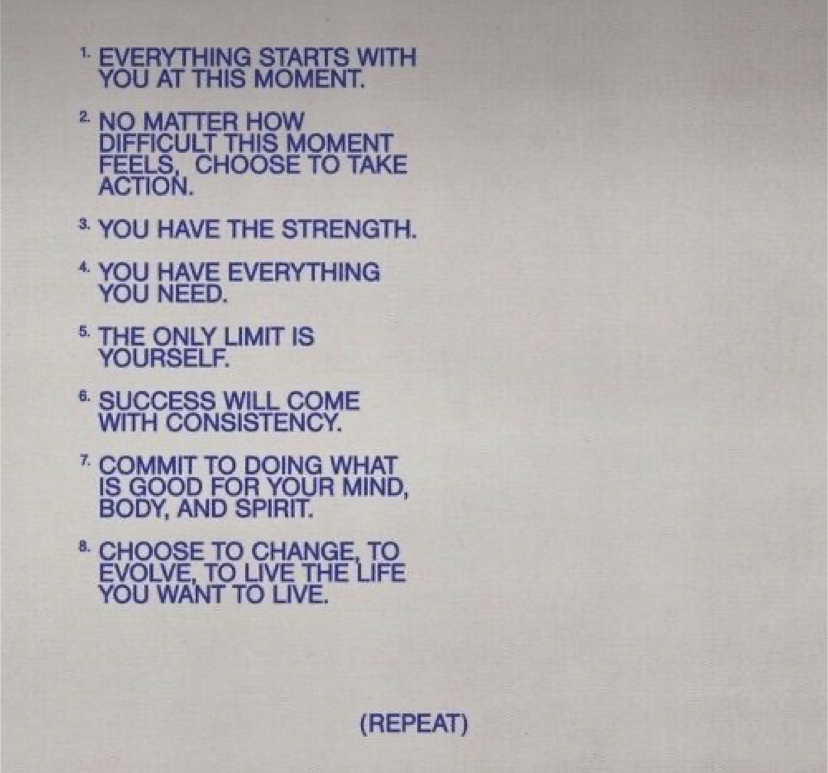 1. EVERYTHING STARTS WITH
YOU AT THIS MOMENT.
2. NO MATTER HOW
DIFFICULT THIS MOMENT
FEELS, CHOOSE TO TAKE
ACTION.
3. YOU HAVE THE STRENGTH.
4. YOU HAVE EVERYTHING
YOU NEED.
5. THE ONLY LIMIT IS
YOURSELF.
6. SUCCESS WILL COME
WITH CONSISTENCY.
7. COMMIT TO DOING WHAT
IS GOOD FOR YOUR MIND,
BODY, AND SPIRIT.
8. CHOOSE TO CHANGE, TO
EVOLVE, TO LIVE THE LIFE
YOU WANT TO LIVE.
(REPEAT)